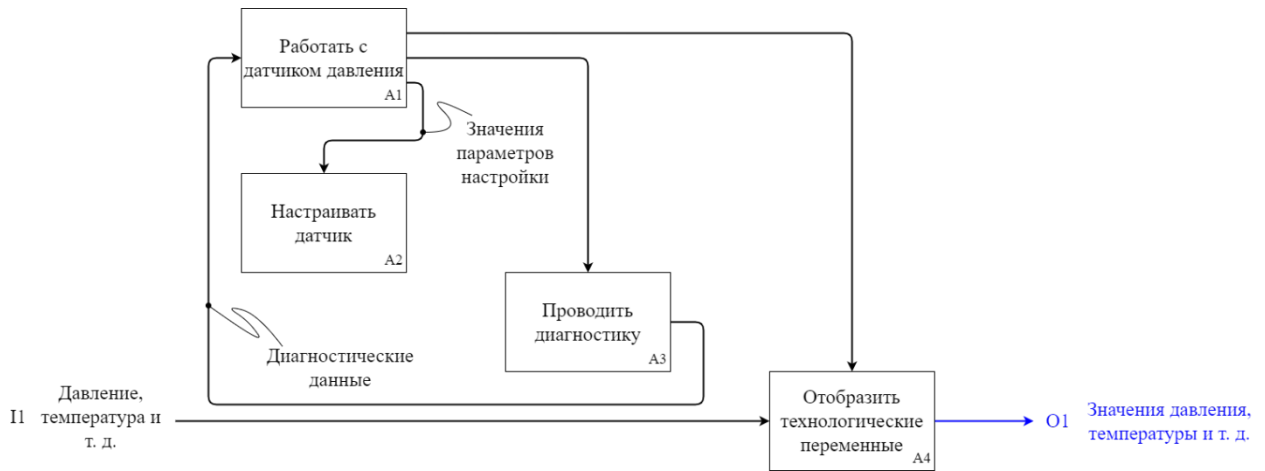 Работать с
датчиком давления
A1
Значения
параметров
настройки
Настраивать
датчик
A2
Проводить
диагностику
A3
Диагностические
данные
I1
Давление,
температура и
т. д.
Отобразить
технологические
переменные
A4
O1
Значения давления,
температуры и т. д.